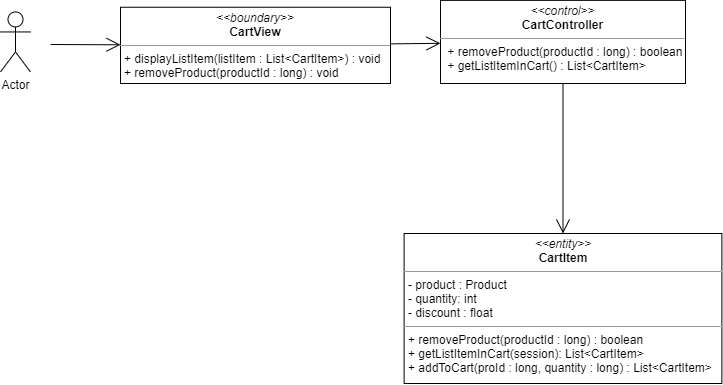 Actor
<<boundary>>
CartView
+ displayListItem(listItem : List<CartItem>) : void
+ removeProduct(productId : long) : void
<<control>>
CartController
+ removeProduct(productId : long) : boolean
+ getListItemInCart() : List<CartItem>
<<entity>>
CartItem
- product : Product
- quantity: int
- discount : float
+ removeProduct(productId : long) : boolean
+ getListItemInCart(session): List<CartItem>
+ addToCart(proId : long, quantity : long) : List<CartItem>